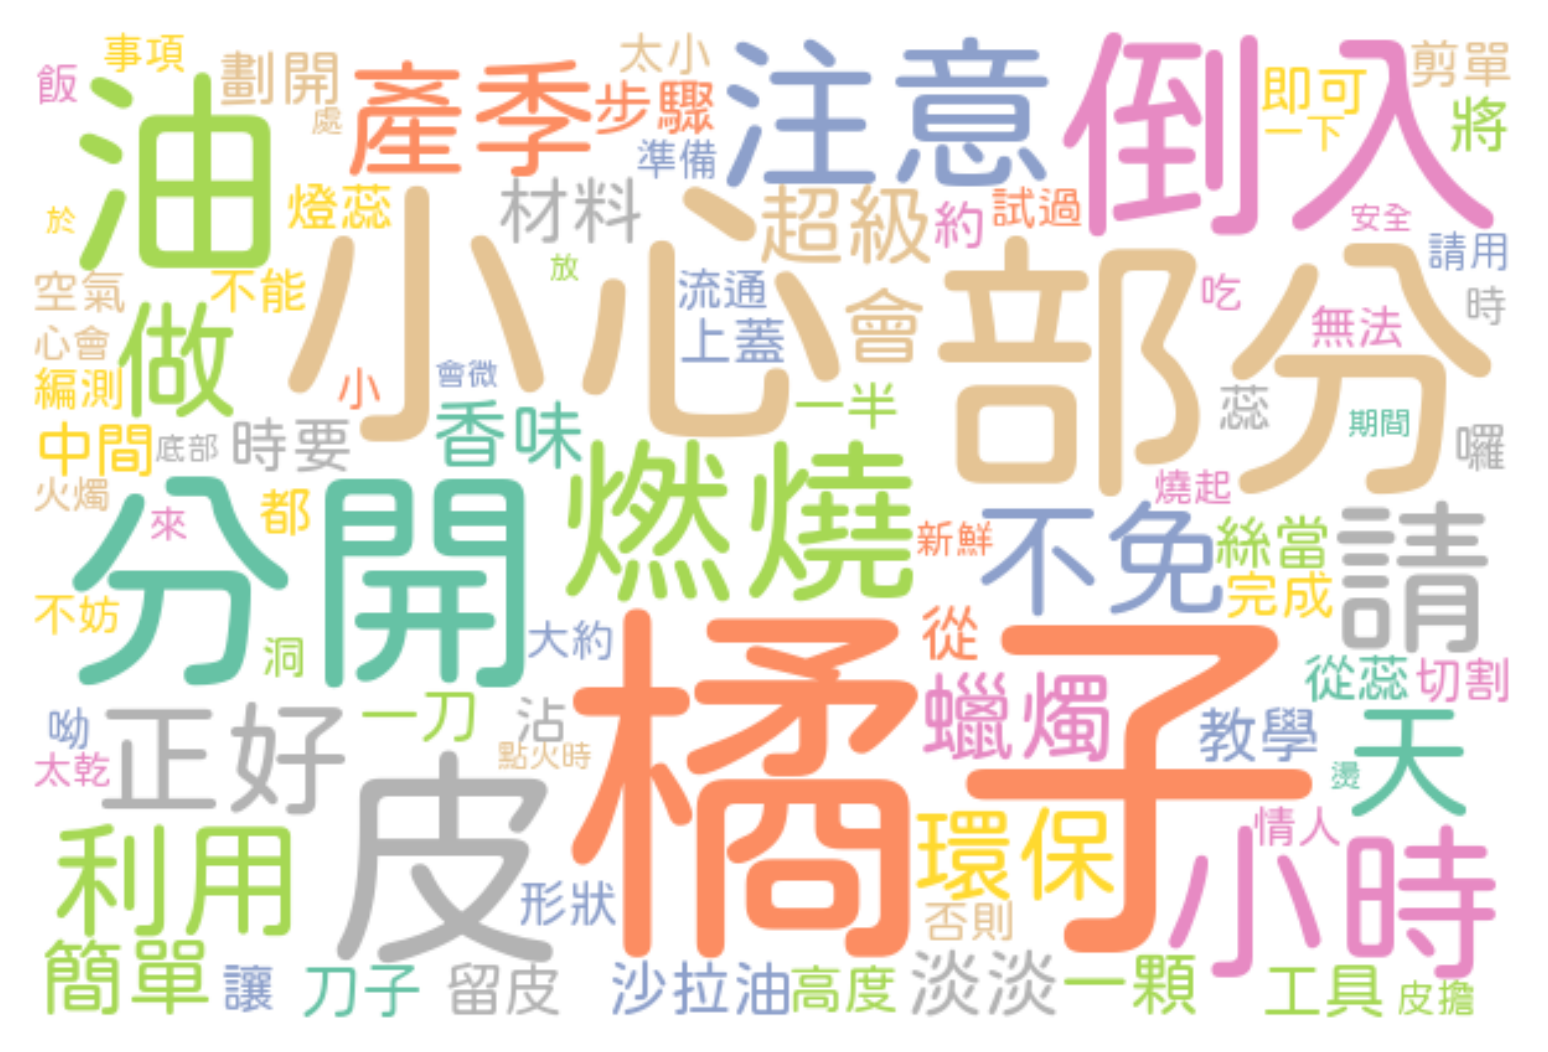 事項
太小
飯
油
劃開
處
產季
步驟
準備
注意
倒入
即可
一下
剪單
將
於
燈蕊
材料
超級
約
試過
安全
請用
空氣
不能
小心
放
流通
上蓋
會
部分
吃
無法
時
心會
編測
做
小
會微
香味
一半
蕊
期間
囉
中間
底部
時要
火燭
來
都
分開
燃燒
燒起
新鮮
不免
絲當
完成
請
不妨
洞
大約
橘子
從
蠟燭
從蕊
切割
呦
太乾
正好
一刀
沾
點火時
教學
燙
天
利用
皮
形狀
環保
否則
情人
小時
簡單
讓
刀子
留皮
沙拉油
高度
淡淡
一顆
工具
皮擔